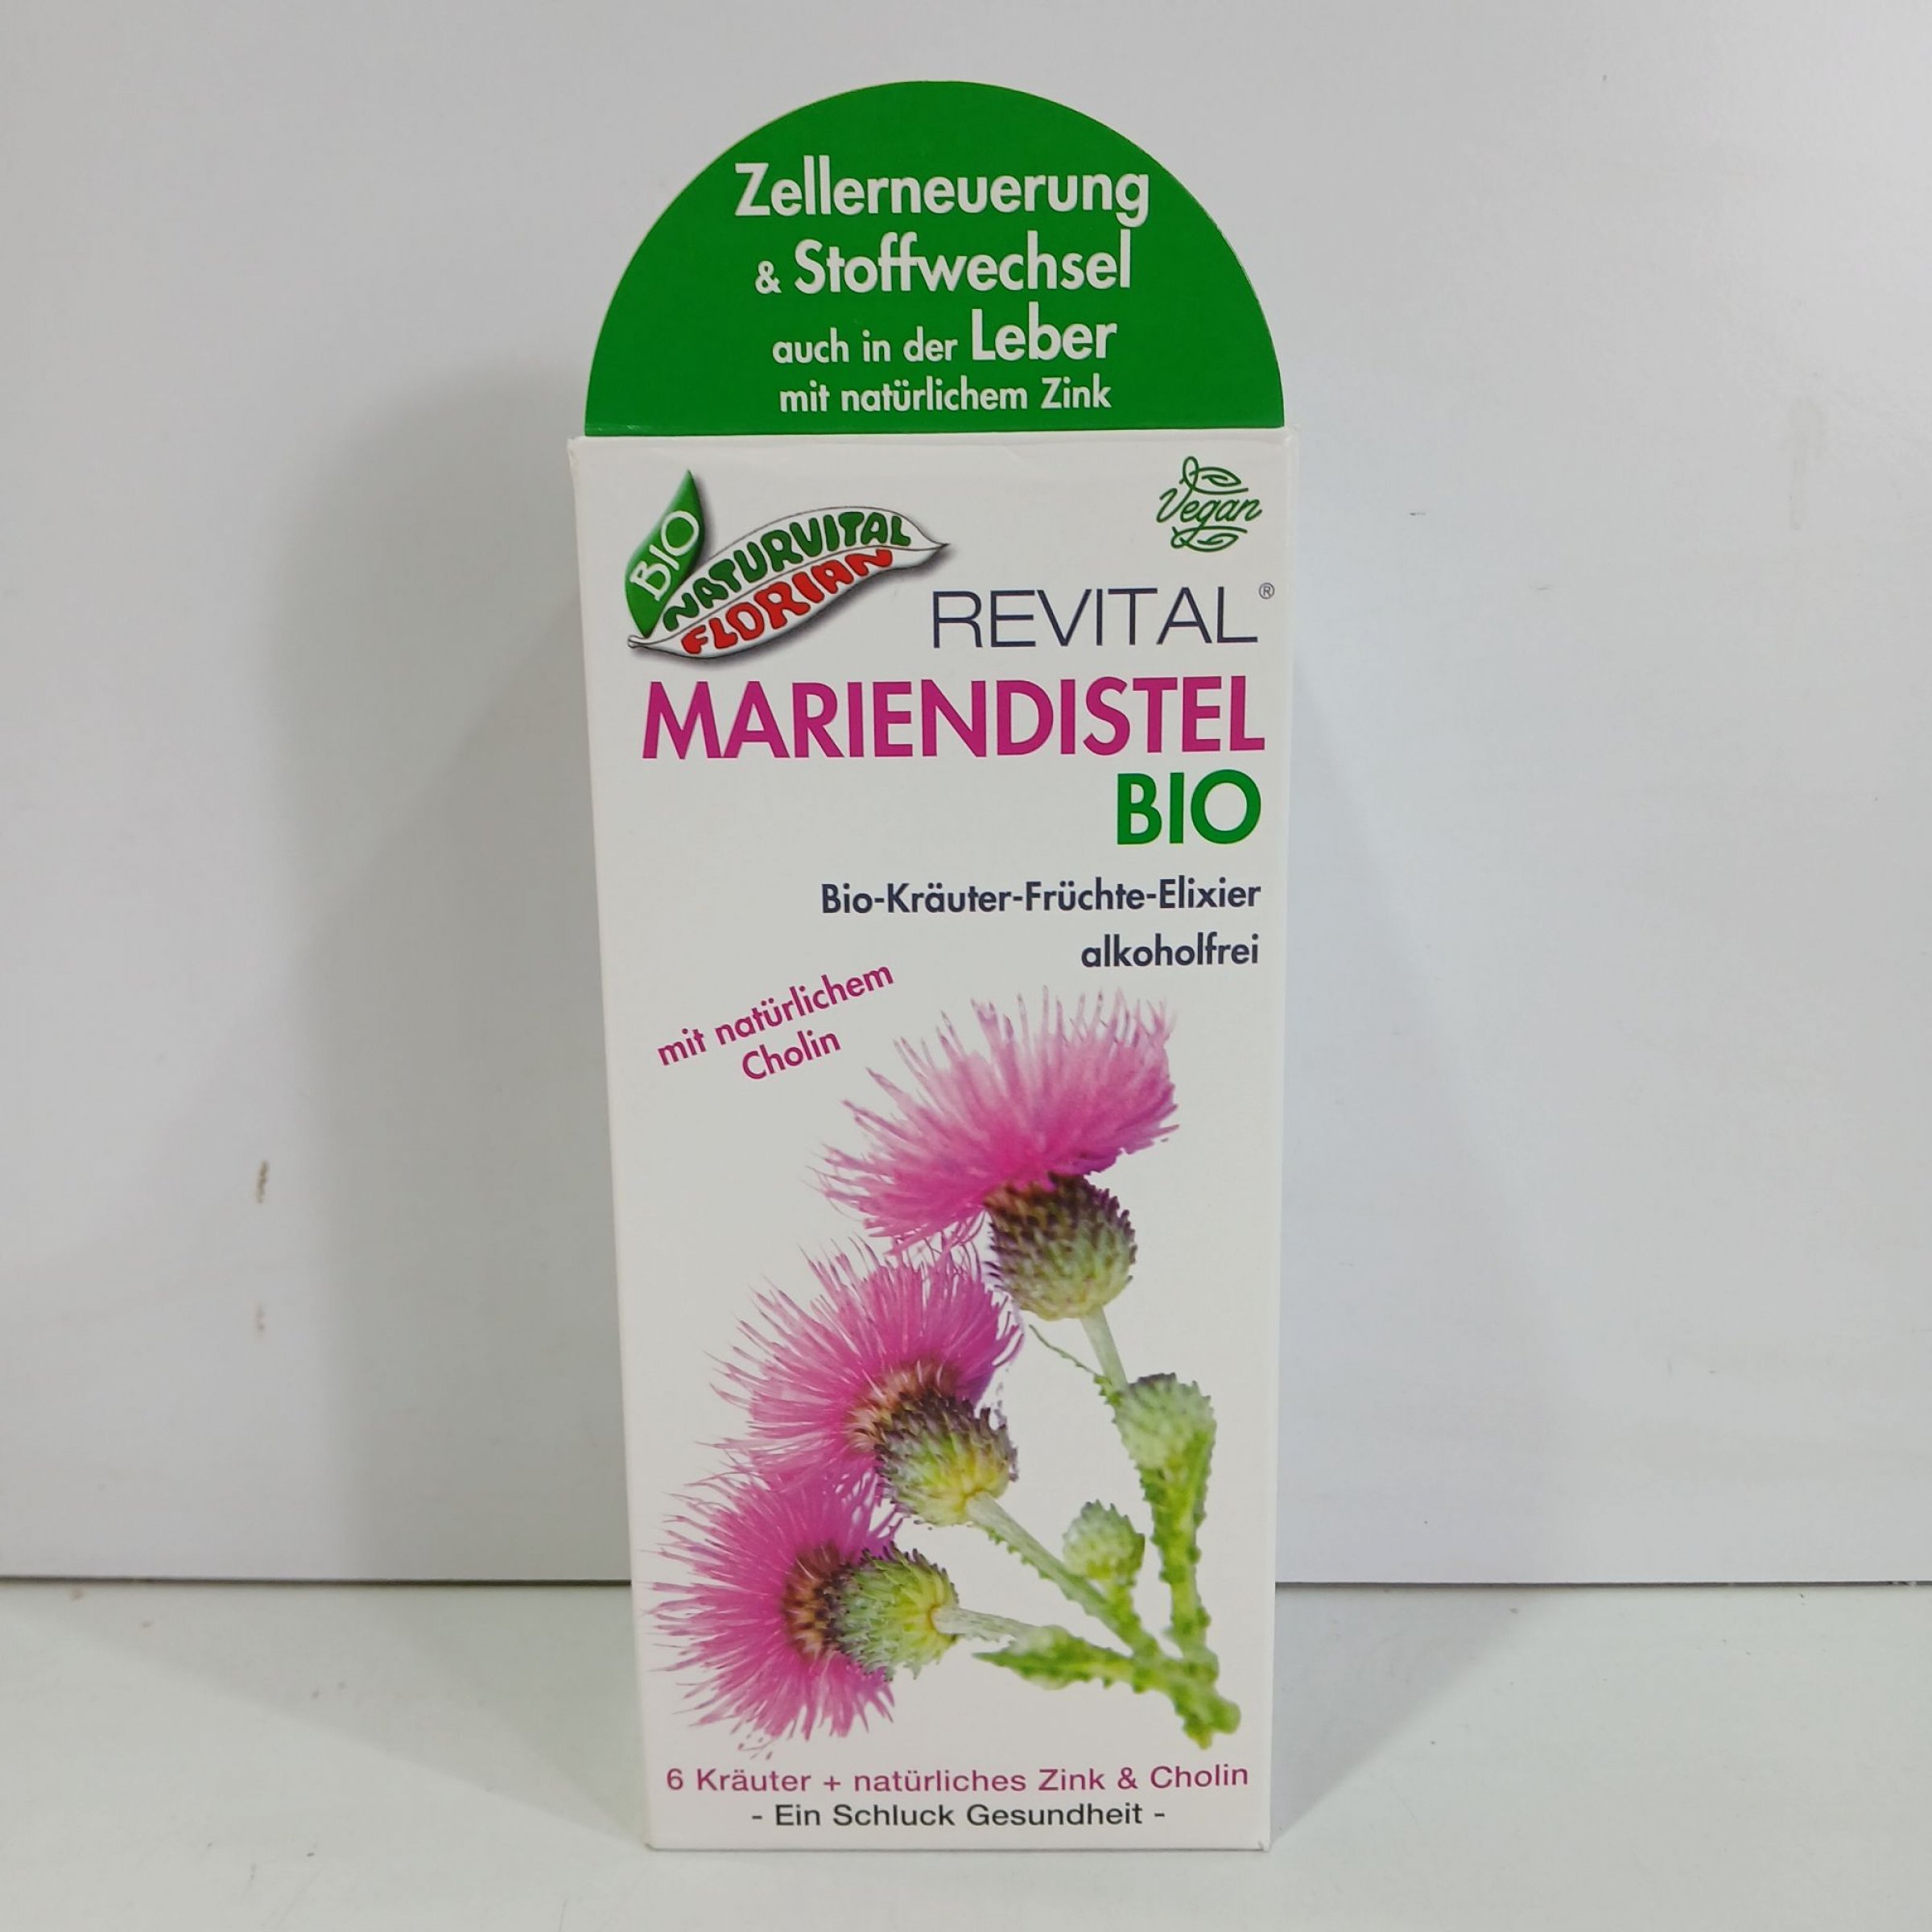 Zellerneuerung
& Stoffwechsel
auch in der Leber
mit natürlichem Zink
BIO
NATURVITAL
FLORIAN
Vegan
REVITAL®
MARIENDISTEL
BIO
Bio-Kräuter-Früchte-Elixier
alkoholfrei
mit natürlichem
Cholin
6 Kräuter + natürliches Zink & Cholin
- Ein Schluck Gesundheit -